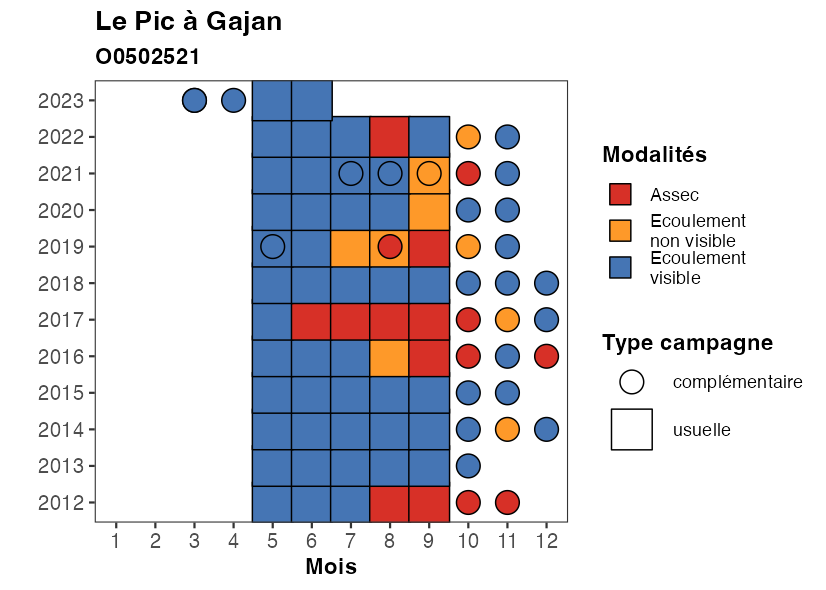 Le Pic à Gajan
O0502521
2023
2022
2021
2020
2019
2018
2017
2016
2015
2014
2013
2012
1 2 3 4 5 6 7 8 9 10 11 12
Mois
Modalités
Assec
Ecoulement
non visible
Ecoulement
visible
Type campagne
complémentaire
usuelle